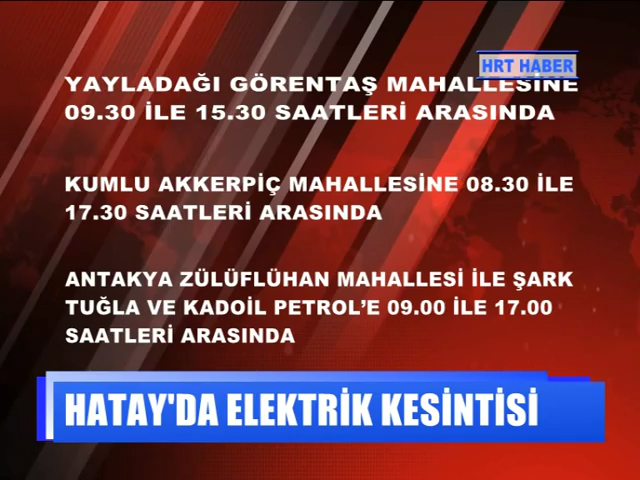 HRT HABER
YAYLADAĞI GÖRENTAŞ MAHALLESİNE
09.30 İLE 15.30 SAATLERİ ARASINDA
KUMLU AKKERPİÇ MAHALLESİNE 08.30 İLE
17.30 SAATLERİ ARASINDA
ANTAKYA ZÜLÜFLÜHAN MAHALLESİ İLE ŞARK
TUĞLA VE KADOİL PETROL’E 09.00 İLE 17.00
SAATLERİ ARASINDA
HATAY'DA ELEKTRİK KESİNTİSİ